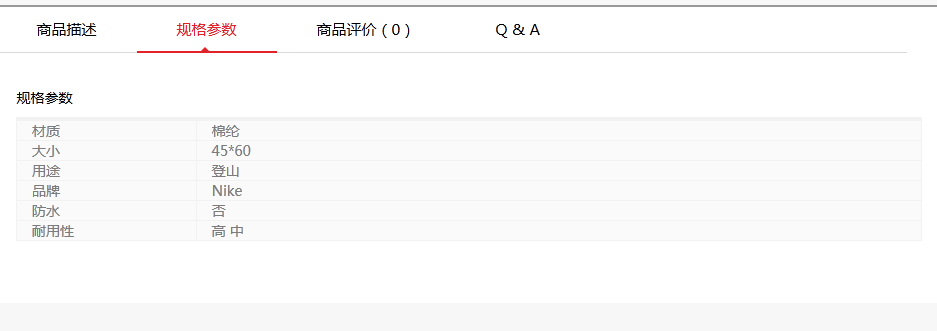 商品描述 规格参数 商品评价 ( 0 ) Q & A
规格参数
材质 棉纶
大小 45*60
用途 登山
品牌 Nike
防水 否
耐用性 高 中